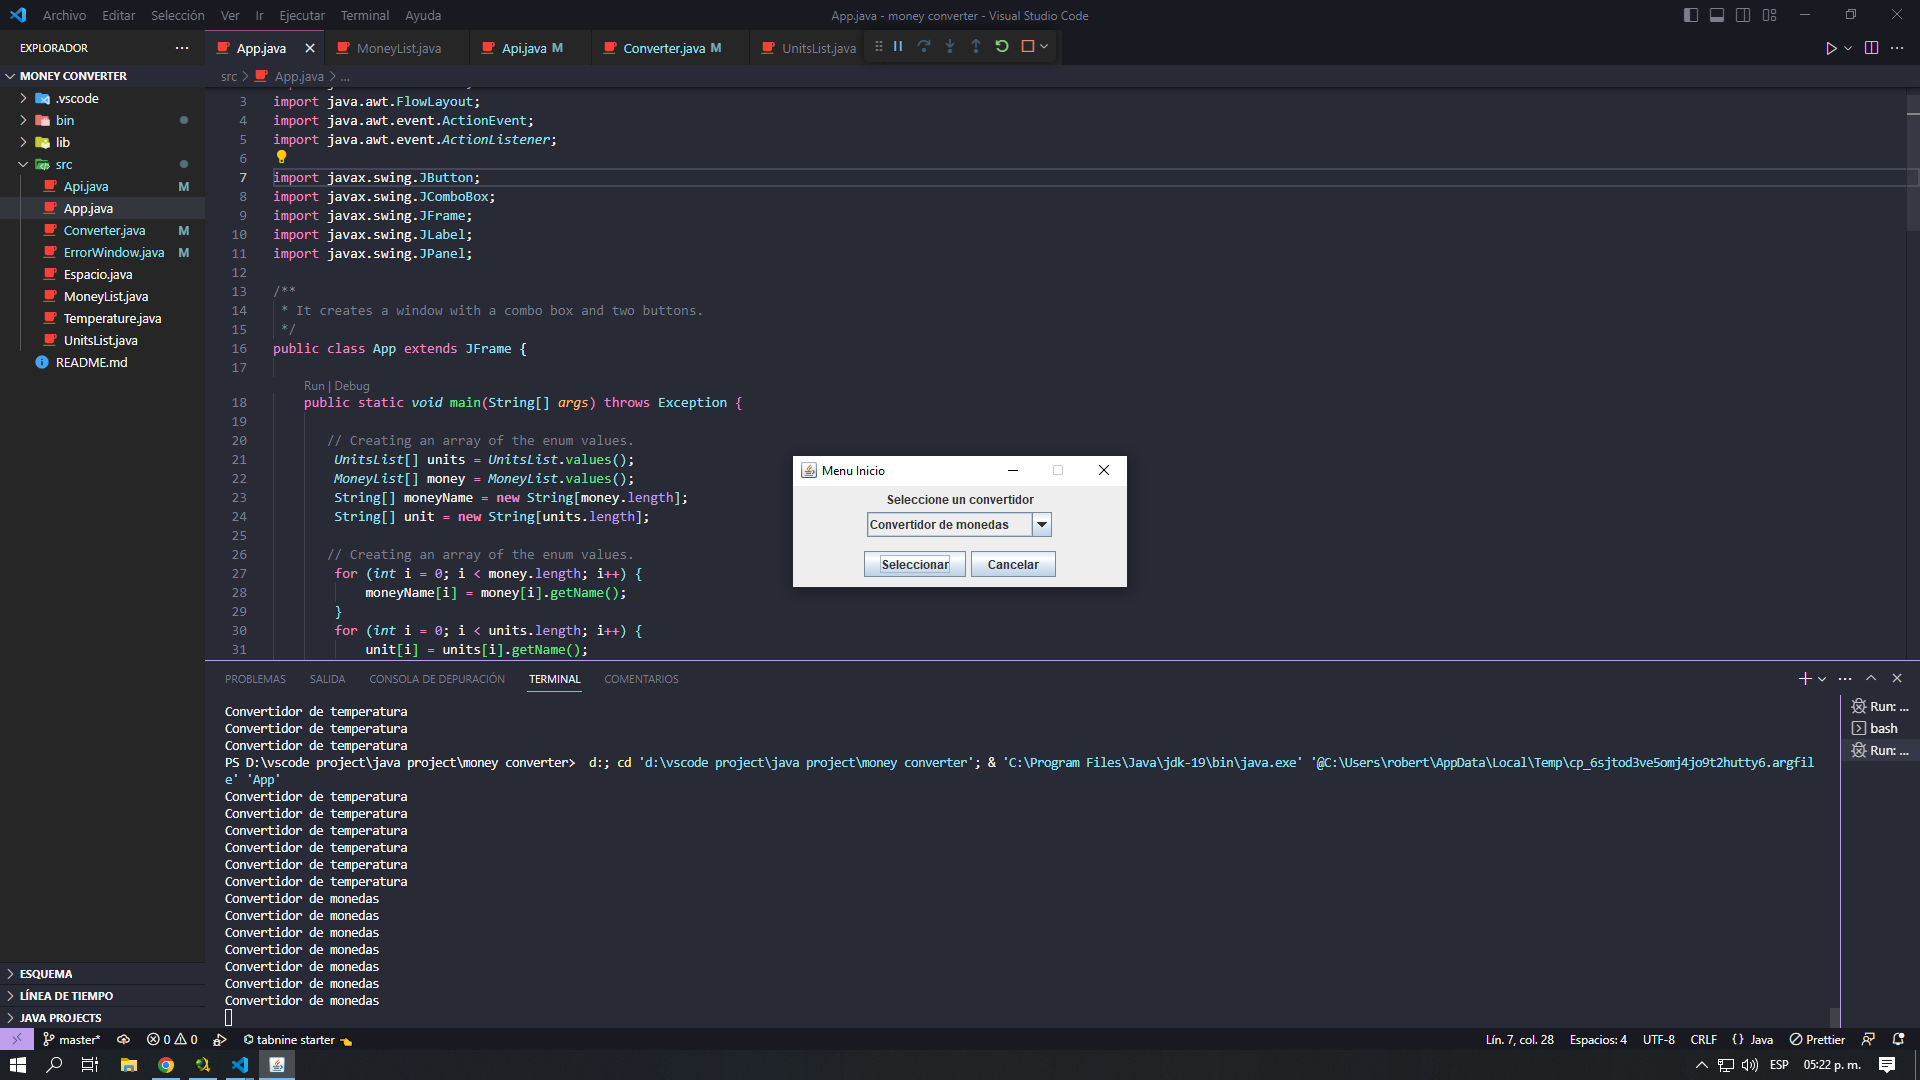 Archivo Editar Selección Ver Ir Ejecutar Terminal Ayuda
App.java - money converter - Visual Studio Code
EXPLORADOR
App.java
MoneyList.java
Api.java M
Converter.java M
UnitsList.java
MONEY CONVERTER
src > App.java > ...
.vscode
bin
lib
src
Api.java M
App.java
Converter.java M
ErrorWindow.java M
Espacio.java
MoneyList.java
Temperature.java
UnitsList.java
README.md
3 import java.awt.FlowLayout;
4 import java.awt.event.ActionEvent;
5 import java.awt.event.ActionListener;
6
7 import javax.swing.JButton;
8 import javax.swing.JComboBox;
9 import javax.swing.JFrame;
10 import javax.swing.JLabel;
11 import javax.swing.JPanel;
12
13 /**
14 * It creates a window with a combo box and two buttons.
15 */
16 public class App extends JFrame {
17
Run | Debug
18 public static void main(String[] args) throws Exception {
19
20 // Creating an array of the enum values.
21 UnitsList[] units = UnitsList.values();
22 MoneyList[] money = MoneyList.values();
23 String[] moneyName = new String[money.length];
24 String[] unit = new String[units.length];
25
26 // Creating an array of the enum values.
27 for (int i = 0; i < money.length; i++) {
28 moneyName[i] = money[i].getName();
29 }
30 for (int i = 0; i < units.length; i++) {
31 unit[i] = units[i].getName();
Menu Inicio
Seleccione un convertidor
Convertidor de monedas
Seleccionar Cancelar
PROBLEMAS SALIDA CONSOLA DE DEPURACIÓN TERMINAL COMENTARIOS
Convertidor de temperatura
Convertidor de temperatura
Convertidor de temperatura
PS D:\vscode project\java project\money converter> d:; cd 'd:\vscode project\java project\money converter'; & 'C:\Program Files\Java\jdk-19\bin\java.exe' '@C:\Users\robert\AppData\Local\Temp\cp_6sjtod3ve5omj4jo9t2hutty6.argfil
e' 'App'
Convertidor de temperatura
Convertidor de temperatura
Convertidor de temperatura
Convertidor de temperatura
Convertidor de temperatura
Convertidor de temperatura
Convertidor de monedas
Convertidor de monedas
Convertidor de monedas
Convertidor de monedas
Convertidor de monedas
Convertidor de monedas
Convertidor de monedas
Run: ...
bash
Run: ...
ESQUEMA
LÍNEA DE TIEMPO
JAVA PROJECTS
master* 0 0 tabnine starter
Lín. 7, col. 28 Espacios: 4 UTF-8 CRLF {} Java Prettier
ESP 05:22 p. m.